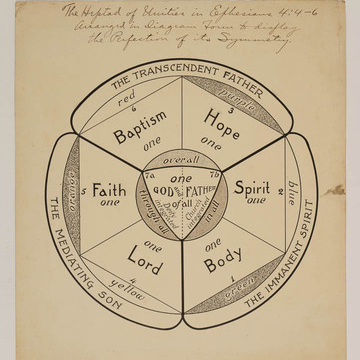 The Heptad of Unities in Ephesians 4:4-6
Arranged in Diagram Form to display
the Perfection of its Symmetry.
THE TRANSCENDENT FATHER
red
purple
6
Baptism
one
3
Hope
one
over all
orange
5
Faith
one
7a
7b
one
GOD and FATHER
of all
through all
in all
Spirit
one
2
blue
THE MEDIATING SON
one
Lord
4
yellow
one
Body
1
green
THE IMMANENT SPIRIT